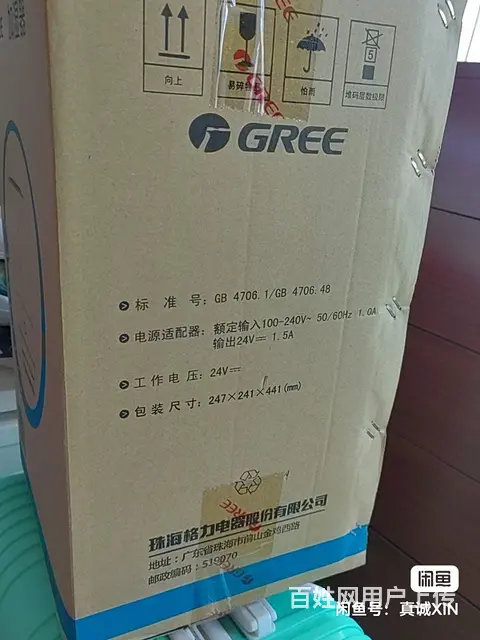 加湿器
向上
易碎物品
怕雨
5
堆码层数极限
GREE
标 准 号: GB 4706.1/GB 4706.48
电源适配器: 额定输入100-240V~ 50/60Hz 1.0A
输出24V⎓ 1.5A
工作电压: 24V⎓
包装尺寸: 247×241×441(mm)
珠海格力电器股份有限公司
地址: 广东省珠海市前山金鸡西路
邮政编码: 519070
GREE
闲鱼
百姓网用户上传
闲鱼号: 真诚XIN